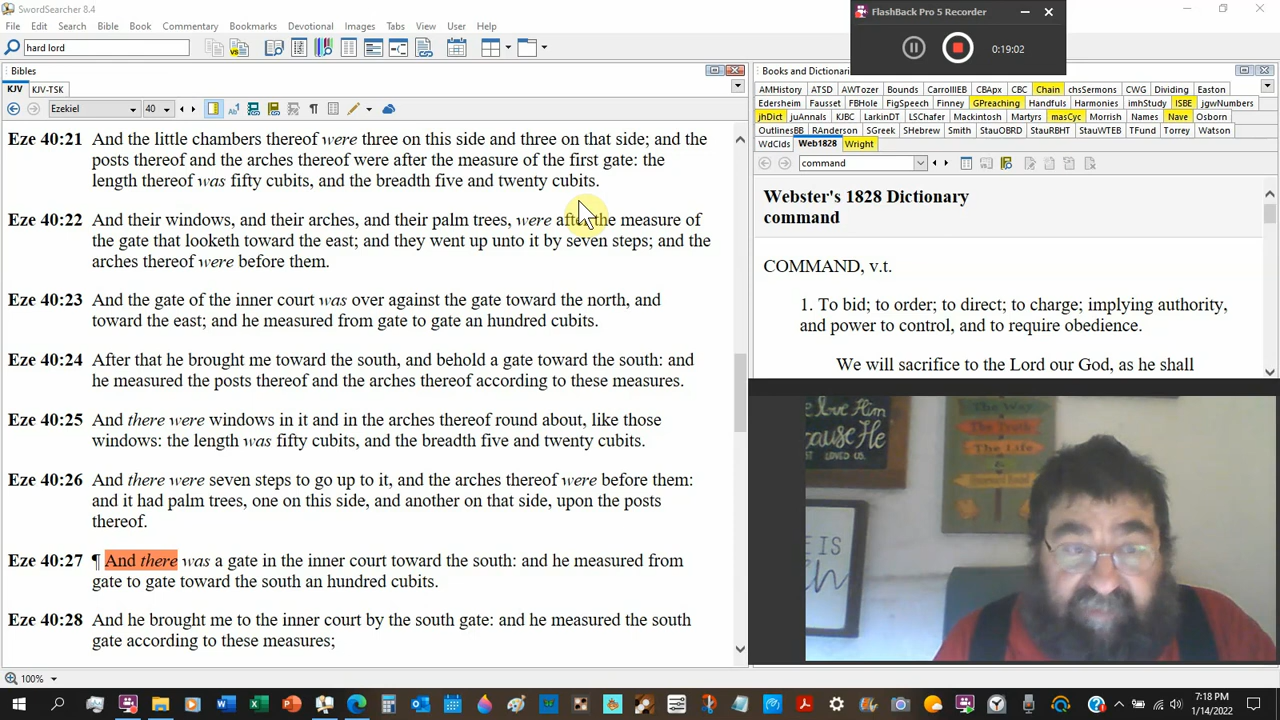 SwordSearcher 8.4
File Edit Search Bible Book Commentary Bookmarks Devotional Images Tabs View User Help
hard lord
FlashBack Pro 5 Recorder
0:19:02
Bibles
KJV KJV-TSK
Ezekiel 40
Eze 40:21 And the little chambers thereof were three on this side and three on that side; and the
posts thereof and the arches thereof were after the measure of the first gate: the
length thereof was fifty cubits, and the breadth five and twenty cubits.
Eze 40:22 And their windows, and their arches, and their palm trees, were after the measure of
the gate that looketh toward the east; and they went up unto it by seven steps; and the
arches thereof were before them.
Eze 40:23 And the gate of the inner court was over against the gate toward the north, and
toward the east; and he measured from gate to gate an hundred cubits.
Eze 40:24 After that he brought me toward the south, and behold a gate toward the south: and
he measured the posts thereof and the arches thereof according to these measures.
Eze 40:25 And there were windows in it and in the arches thereof round about, like those
windows: the length was fifty cubits, and the breadth five and twenty cubits.
Eze 40:26 And there were seven steps to go up to it, and the arches thereof were before them:
and it had palm trees, one on this side, and another on that side, upon the posts
thereof.
Eze 40:27 ¶ And there was a gate in the inner court toward the south: and he measured from
gate to gate toward the south an hundred cubits.
Eze 40:28 And he brought me to the inner court by the south gate: and he measured the south
gate according to these measures;
100%
Books and Dictionari
AMHistory ATSD AWTozer Bounds CarrollIEB CBApx CBC Chain chsSermons CWG Dividing Easton
Edersheim Fausset FBHole FigSpeech Finney GPreaching Handfuls Harmonies imhStudy ISBE jgwNumbers
jhDict juAnnals KJBC LarkinDT LSChafer Mackintosh Martyrs masCyc Morrish Names Nave Osborn
OutlinesBB RAnderson SGreek SHebrew Smith StauOBRD StauRBHT StauWTEB TFund Torrey Watson
WdClds Web1828 Wright
command
Webster's 1828 Dictionary
command
COMMAND, v.t.
1. To bid; to order; to direct; to charge; implying authority,
and power to control, and to require obedience.
We will sacrifice to the Lord our God, as he shall
love Him
because He
LOVED US.
The Way
The Truth
The Life
&
7:18 PM
1/14/2022